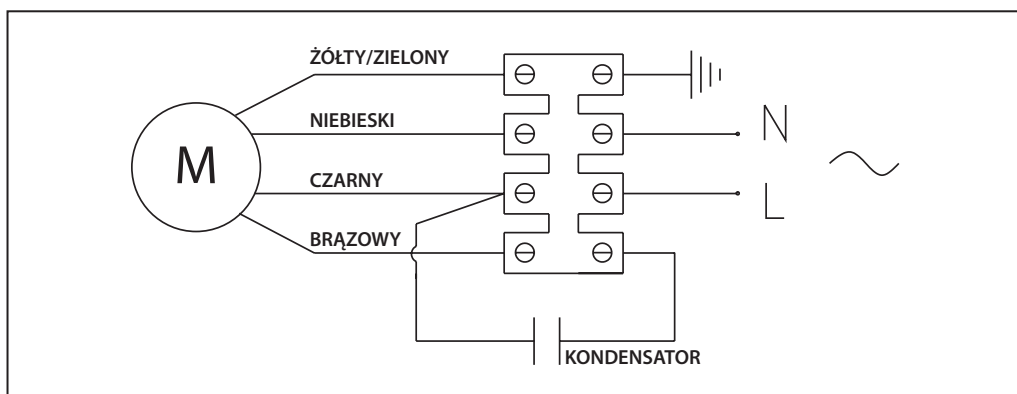 ŻÓŁTY/ZIELONY
NIEBIESKI
N
M
CZARNY
L
BRĄZOWY
KONDENSATOR